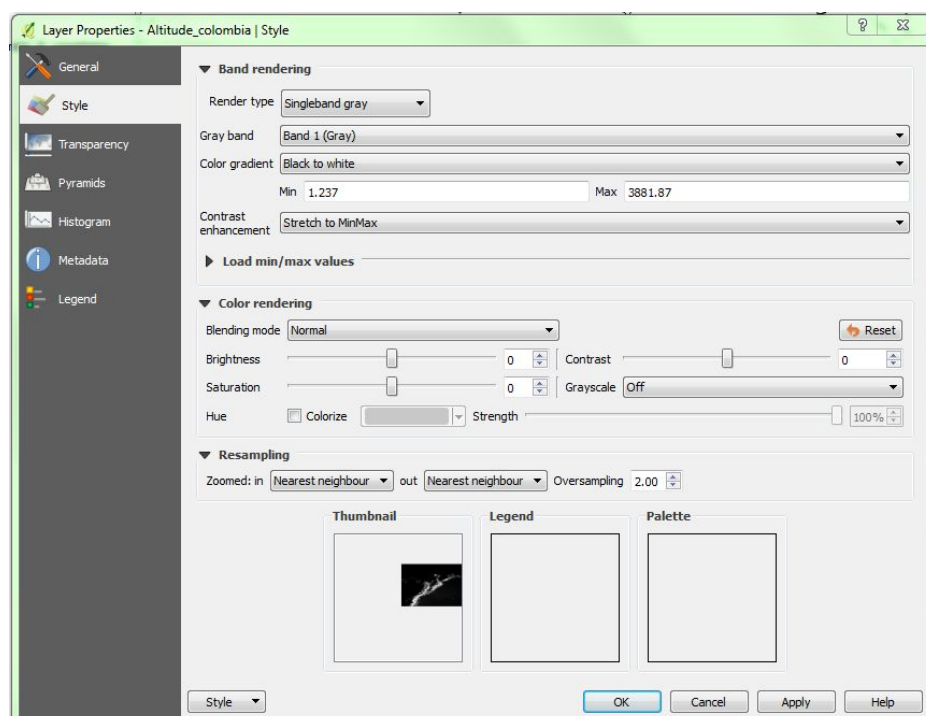 Layer Properties - Altitude_colombia | Style
General
Style
Transparency
Pyramids
Histogram
Metadata
Legend
Band rendering
Render type Singleband gray
Gray band Band 1 (Gray)
Color gradient Black to white
Min 1.237 Max 3881.87
Contrast
enhancement Stretch to MinMax
Load min/max values
Color rendering
Blending mode Normal Reset
Brightness 0 Contrast 0
Saturation 0 Grayscale Off
Hue Colorize Strength 100%
Resampling
Zoomed: in Nearest neighbour out Nearest neighbour Oversampling 2.00
Thumbnail Legend Palette
Style OK Cancel Apply Help